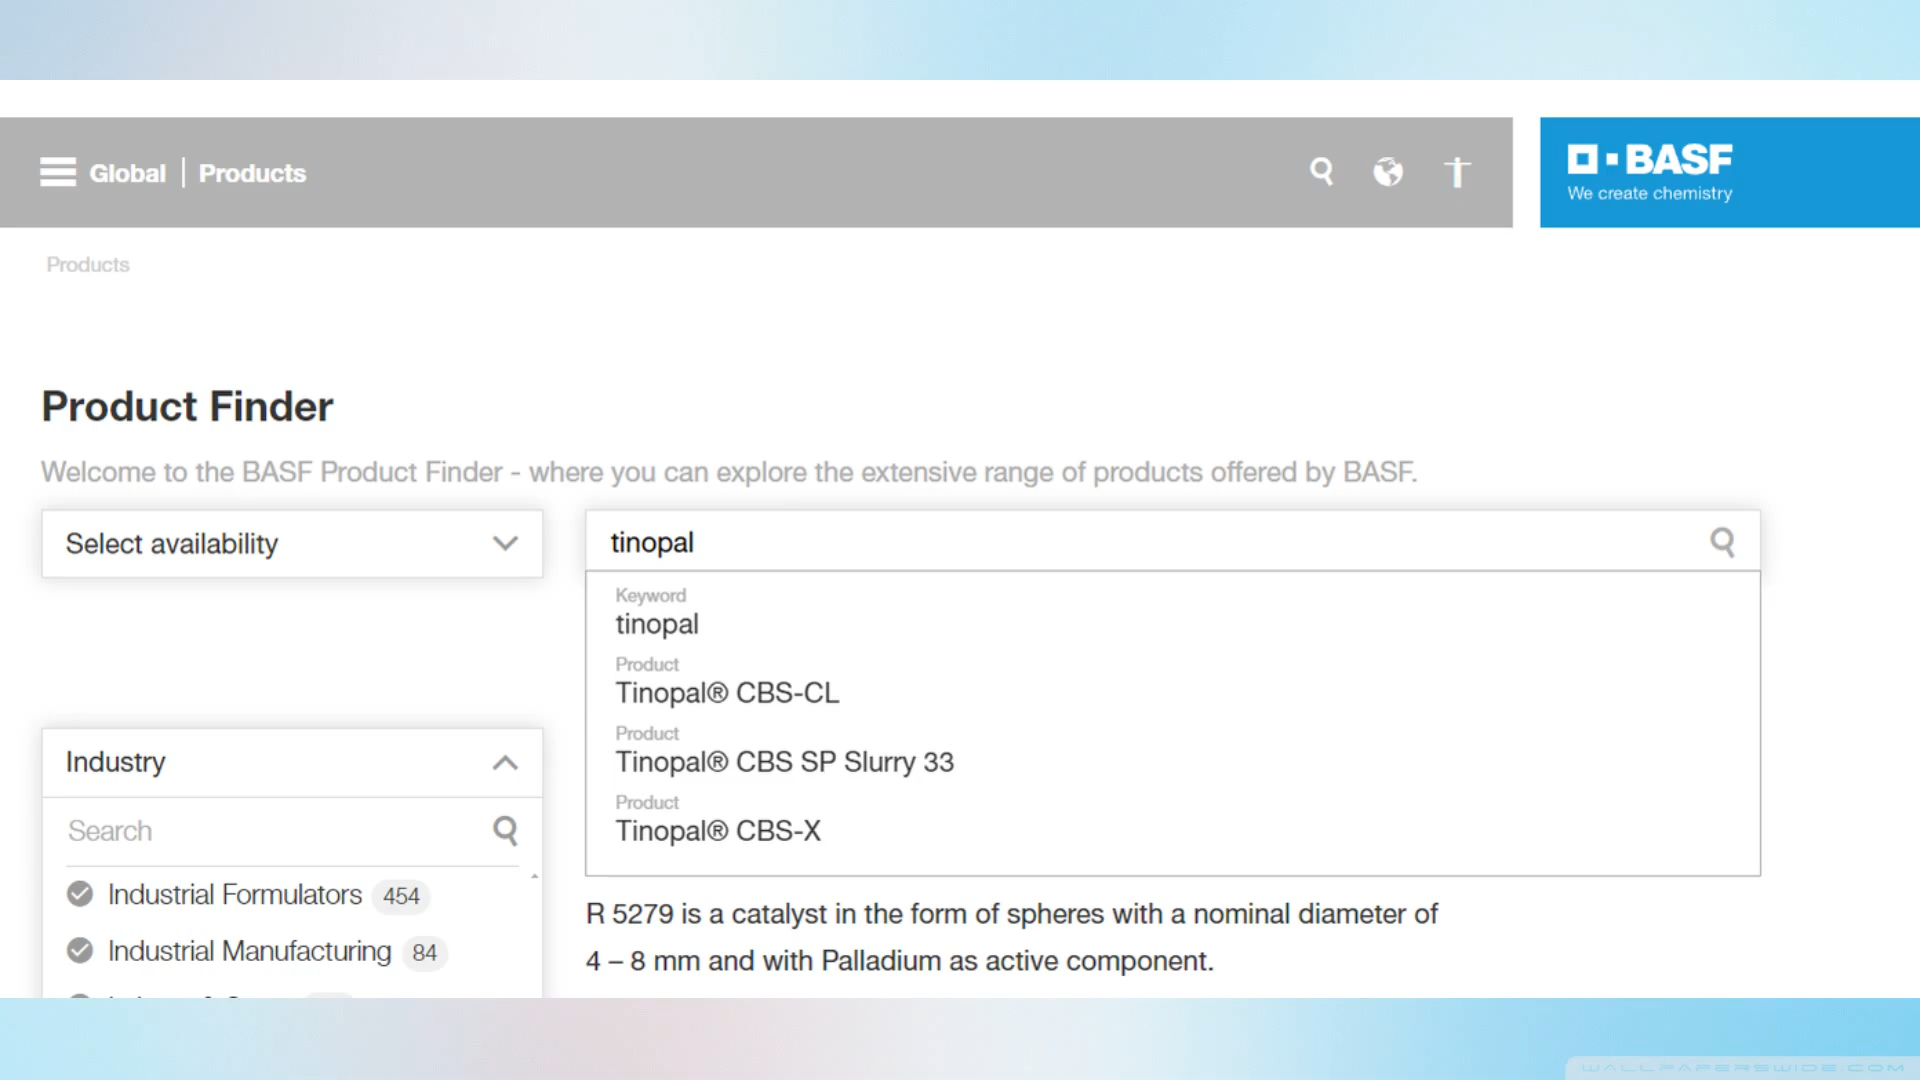 Global | Products
BASF
We create chemistry
Products
Product Finder
Welcome to the BASF Product Finder - where you can explore the extensive range of products offered by BASF.
Select availability
tinopal
Keyword
tinopal
Product
Tinopal® CBS-CL
Product
Tinopal® CBS SP Slurry 33
Product
Tinopal® CBS-X
Industry
Search
Industrial Formulators 454
Industrial Manufacturing 84
R 5279 is a catalyst in the form of spheres with a nominal diameter of
4 – 8 mm and with Palladium as active component.
WALLPAPERSWIDE.COM